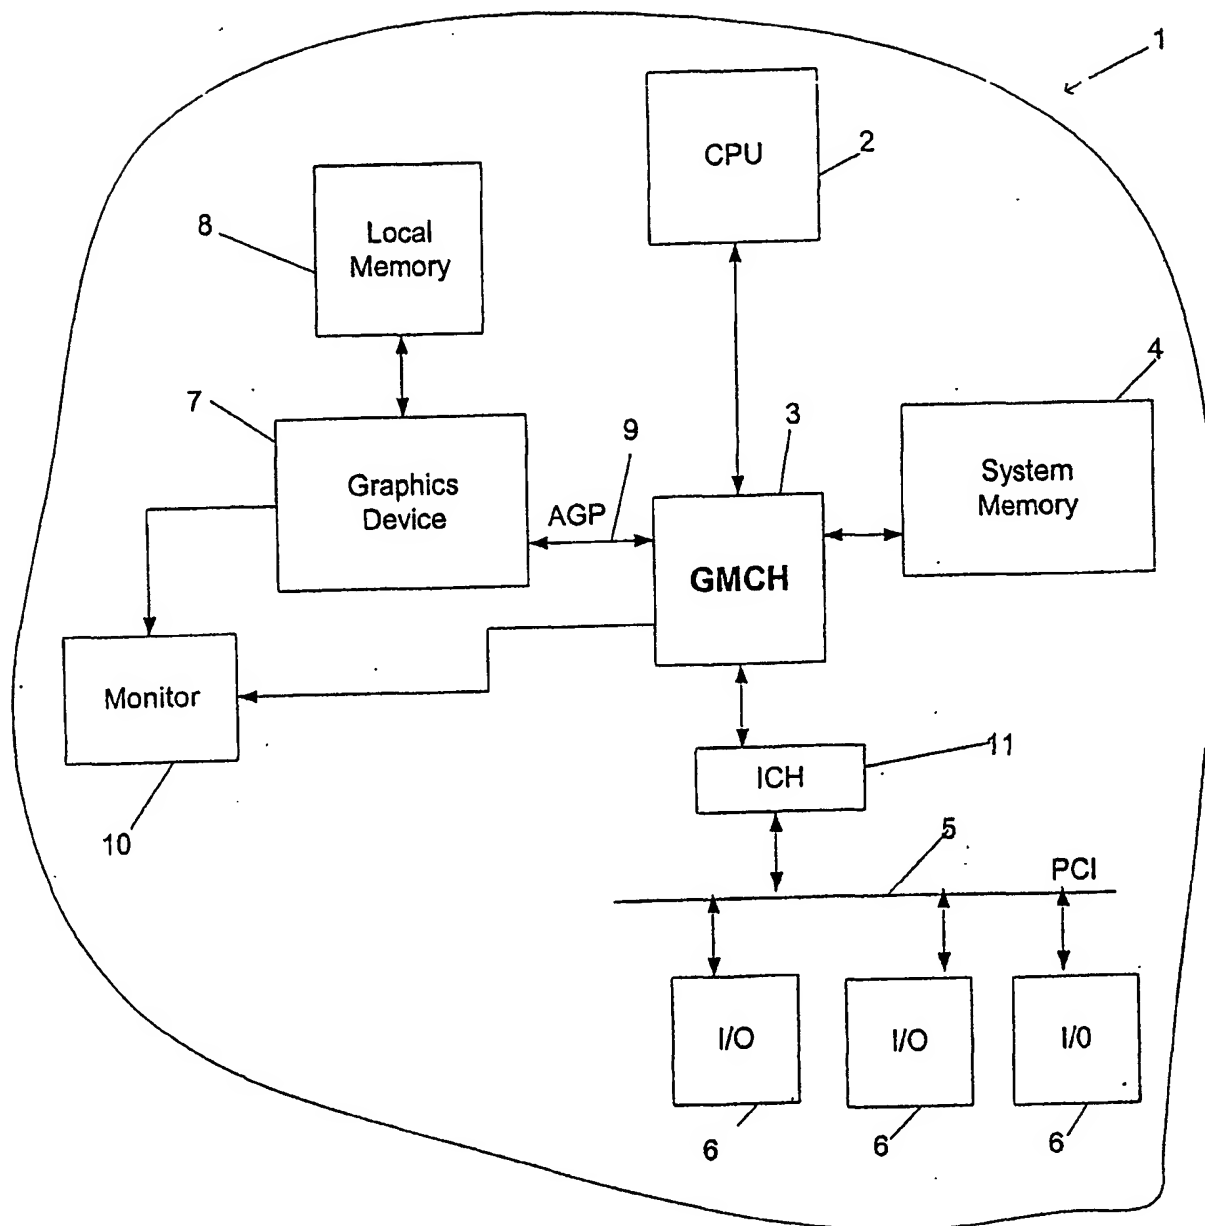 1
CPU
2
8
Local
Memory
4
7
3
9
Graphics
Device
AGP
System
Memory
GMCH
Monitor
11
ICH
10
5
PCI
I/O
I/O
I/0
6
6
6